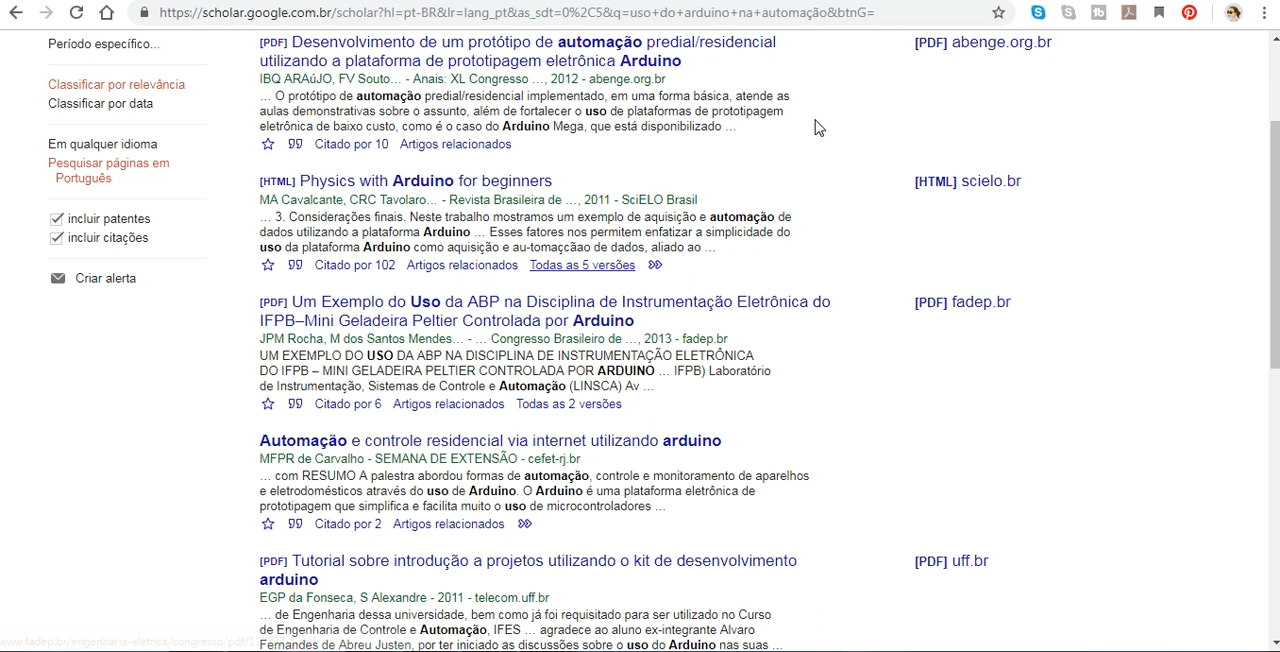 https://scholar.google.com.br/scholar?hl=pt-BR&lr=lang_pt&as_sdt=0%2C5&q=uso+do+arduino+na+automação&btnG=
Período específico...
Classificar por relevância
Classificar por data
Em qualquer idioma
Pesquisar páginas em
Português
incluir patentes
incluir citações
Criar alerta
[PDF] Desenvolvimento de um protótipo de automação predial/residencial
utilizando a plataforma de prototipagem eletrônica Arduino
IBQ ARAúJO, FV Souto... - Anais: XL Congresso ..., 2012 - abenge.org.br
... O protótipo de automação predial/residencial implementado, em uma forma básica, atende as
aulas demonstrativas sobre o assunto, além de fortalecer o uso de plataformas de prototipagem
eletrônica de baixo custo, como é o caso do Arduino Mega, que está disponibilizado ...
Citado por 10 Artigos relacionados
[PDF] abenge.org.br
[HTML] Physics with Arduino for beginners
MA Cavalcante, CRC Tavolaro... - Revista Brasileira de ..., 2011 - SciELO Brasil
... 3. Considerações finais. Neste trabalho mostramos um exemplo de aquisição e automação de
dados utilizando a plataforma Arduino ... Esses fatores nos permitem enfatizar a simplicidade do
uso da plataforma Arduino como aquisição e au-tomaççãao de dados, aliado ao ...
Citado por 102 Artigos relacionados Todas as 5 versões
[HTML] scielo.br
[PDF] Um Exemplo do Uso da ABP na Disciplina de Instrumentação Eletrônica do
IFPB–Mini Geladeira Peltier Controlada por Arduino
JPM Rocha, M dos Santos Mendes... - ... Congresso Brasileiro de ..., 2013 - fadep.br
UM EXEMPLO DO USO DA ABP NA DISCIPLINA DE INSTRUMENTAÇÃO ELETRÔNICA
DO IFPB – MINI GELADEIRA PELTIER CONTROLADA POR ARDUINO ... IFPB) Laboratório
de Instrumentação, Sistemas de Controle e Automação (LINSCA) Av ...
Citado por 6 Artigos relacionados Todas as 2 versões
[PDF] fadep.br
Automação e controle residencial via internet utilizando arduino
MFPR de Carvalho - SEMANA DE EXTENSÃO - cefet-rj.br
... com RESUMO A palestra abordou formas de automação, controle e monitoramento de aparelhos
e eletrodomésticos através do uso de Arduino. O Arduino é uma plataforma eletrônica de
prototipagem que simplifica e facilita muito o uso de microcontroladores ...
Citado por 2 Artigos relacionados
[PDF] Tutorial sobre introdução a projetos utilizando o kit de desenvolvimento
arduino
EGP da Fonseca, S Alexandre - 2011 - telecom.uff.br
... de Engenharia dessa universidade, bem como já foi requisitado para ser utilizado no Curso
de Engenharia de Controle e Automação, IFES ... agradece ao aluno ex-integrante Alvaro
Fernandes de Abreu Justen, por ter iniciado as discussões sobre o uso do Arduino nas suas ...
[PDF] uff.br